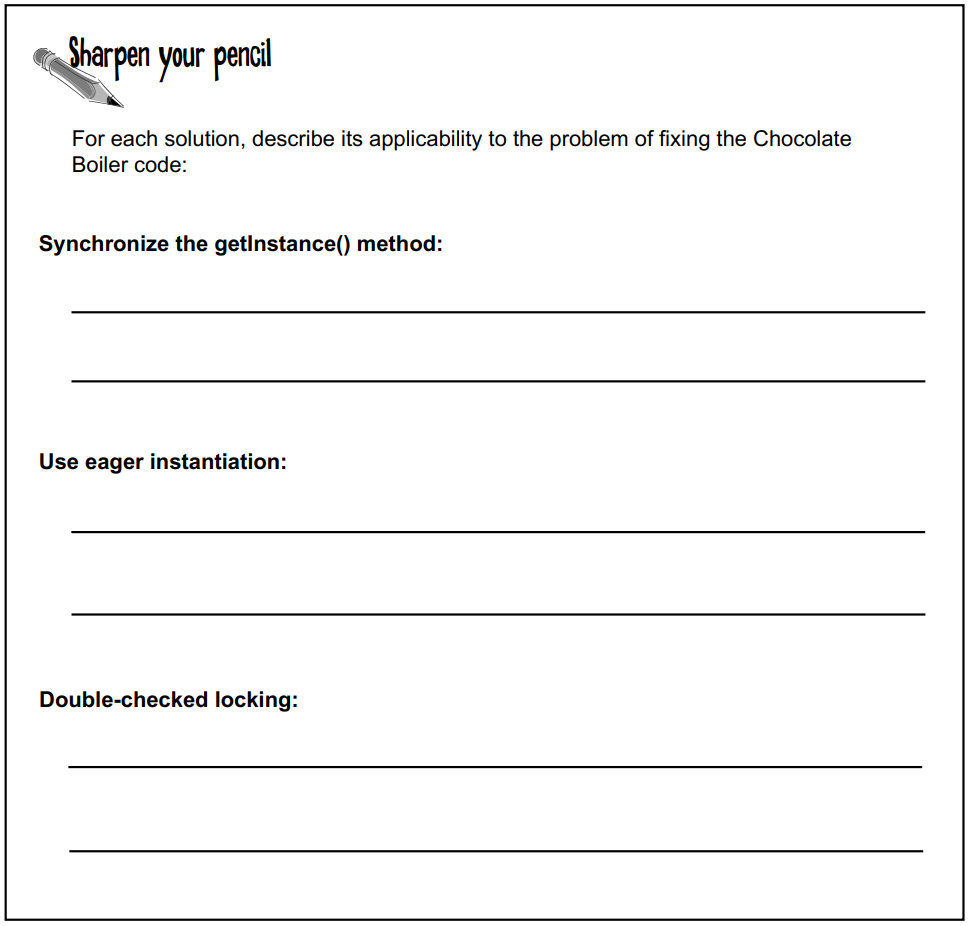 Sharpen your pencil
For each solution, describe its applicability to the problem of fixing the Chocolate
Boiler code:
Synchronize the getInstance() method:
Use eager instantiation:
Double-checked locking: